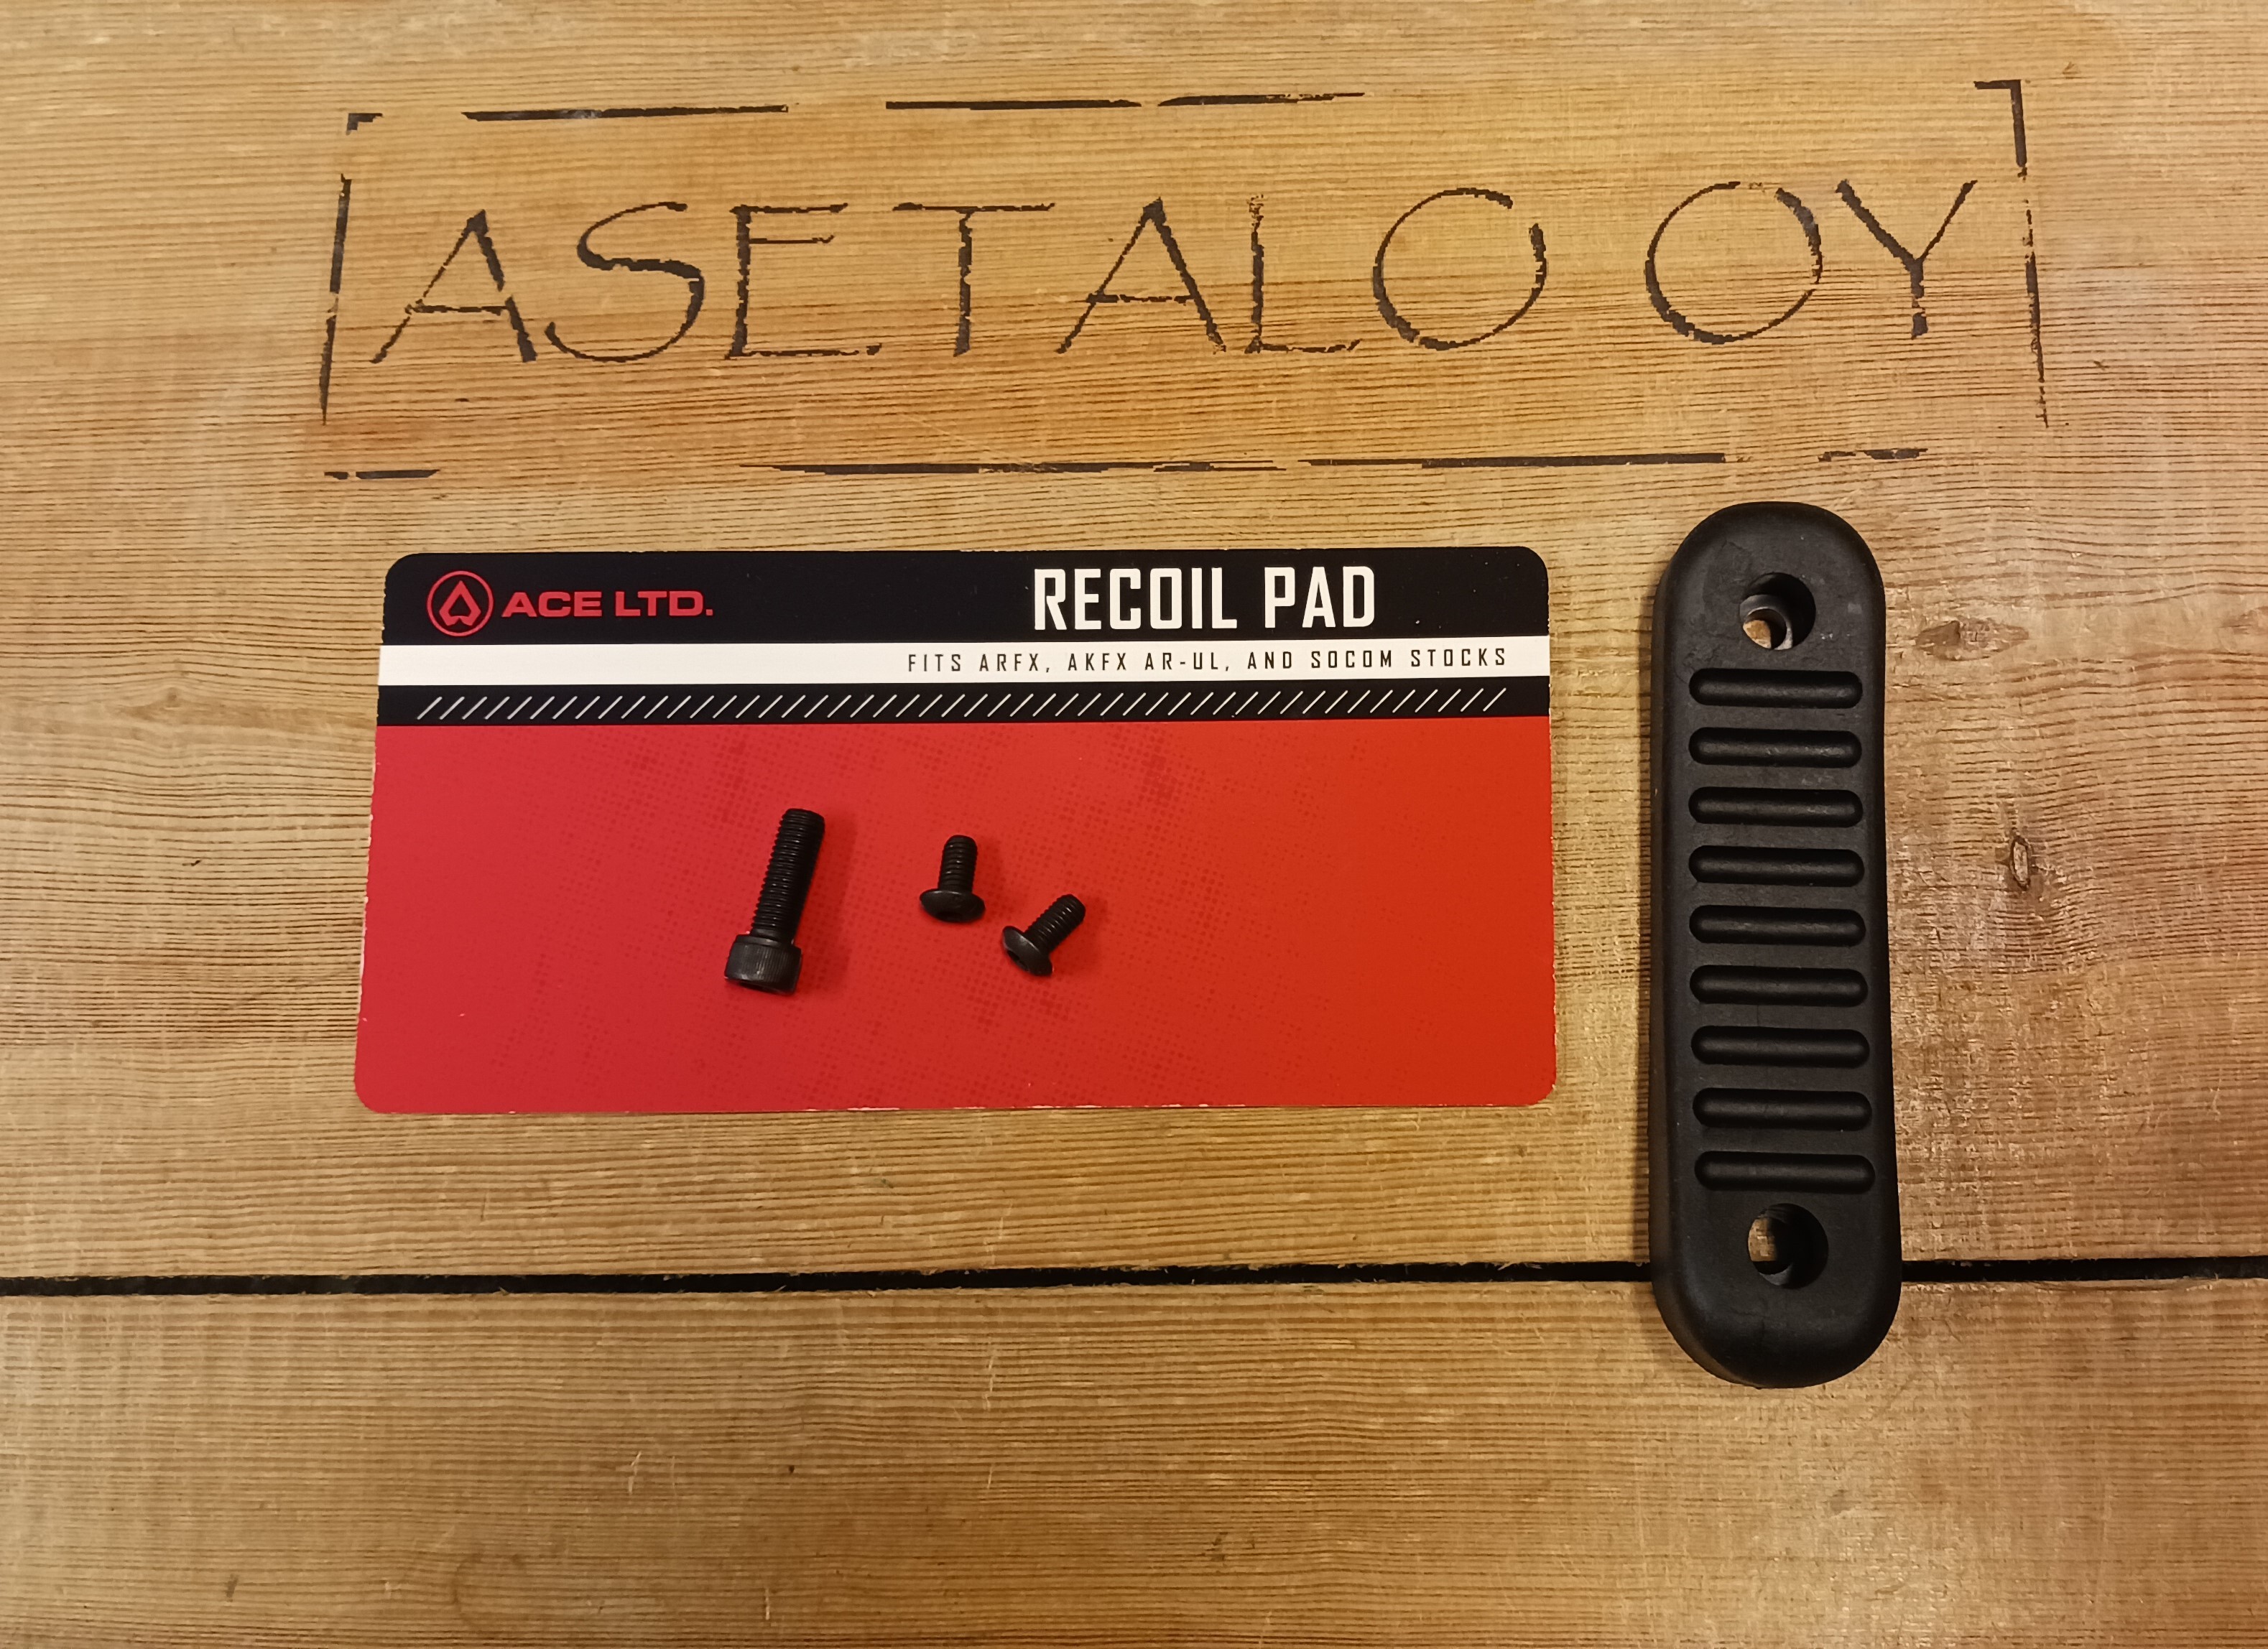 ASETALO OY
ACE LTD.
RECOIL PAD
FITS ARFX, AKFX AR-UL, AND SOCOM STOCKS